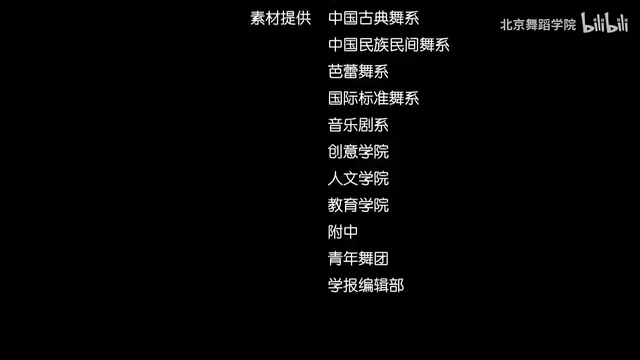 素材提供 中国古典舞系
北京舞蹈学院 bilibili
中国民族民间舞系
芭蕾舞系
国际标准舞系
音乐剧系
创意学院
人文学院
教育学院
附中
青年舞团
学报编辑部